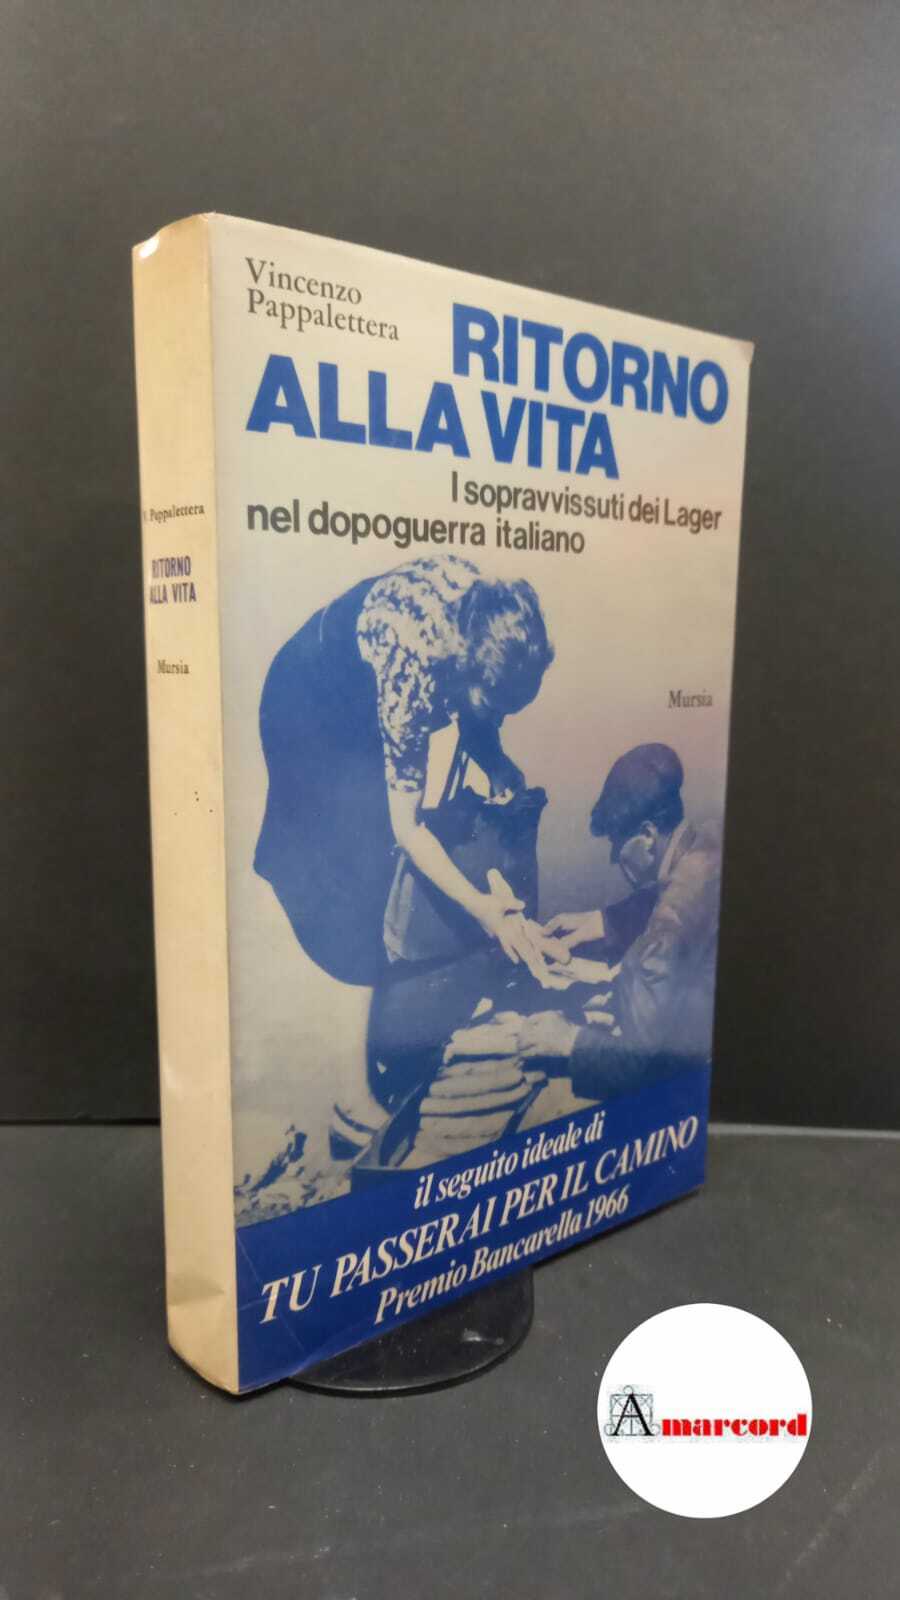 Vincenzo
Pappalettera
RITORNO
ALLA VITA
I sopravvissuti dei Lager
nel dopoguerra italiano
Mursia
il seguito ideale di
TU PASSERAI PER IL CAMINO
Premio Bancarella 1966
V. Pappalettera
RITORNO
ALLA VITA
Mursia
Amarcord